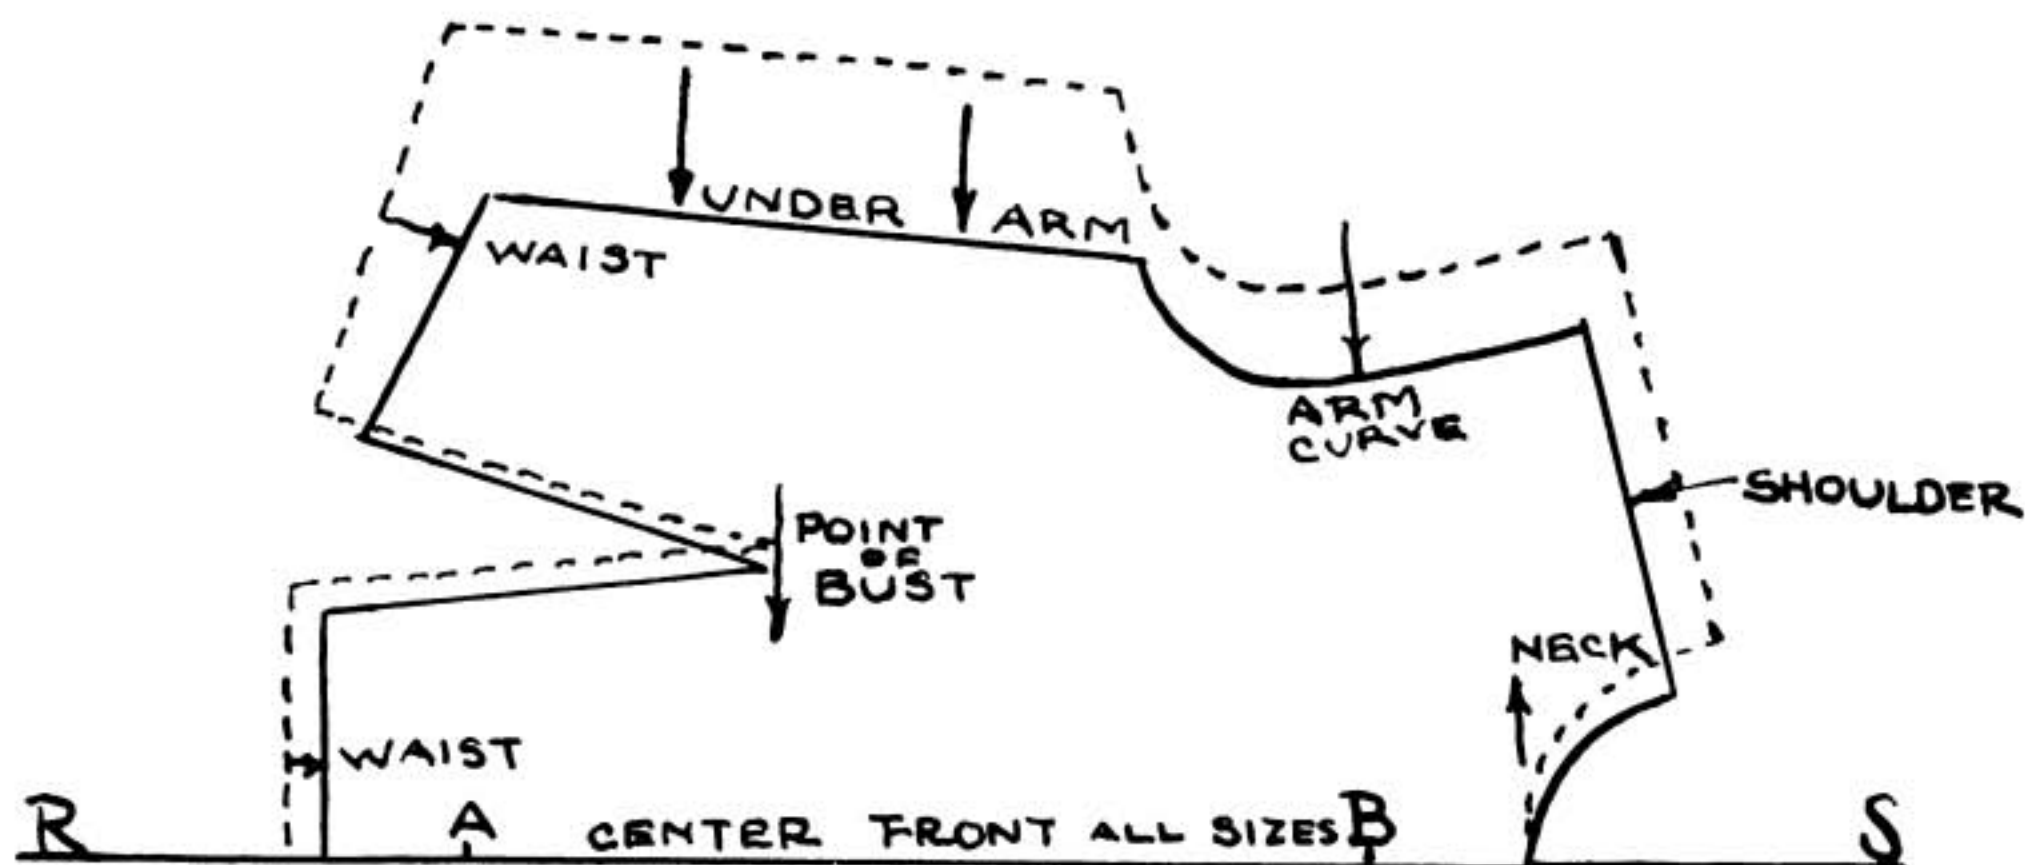 UNDER ARM
WAIST
ARM
CURVE
SHOULDER
POINT
OF
BUST
NECK
WAIST
R A CENTER FRONT ALL SIZES B S